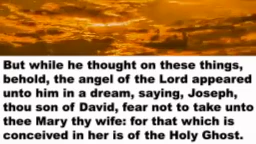 But while he thought on these things,
behold, the angel of the Lord appeared
unto him in a dream, saying, Joseph,
thou son of David, fear not to take unto
thee Mary thy wife: for that which is
conceived in her is of the Holy Ghost.